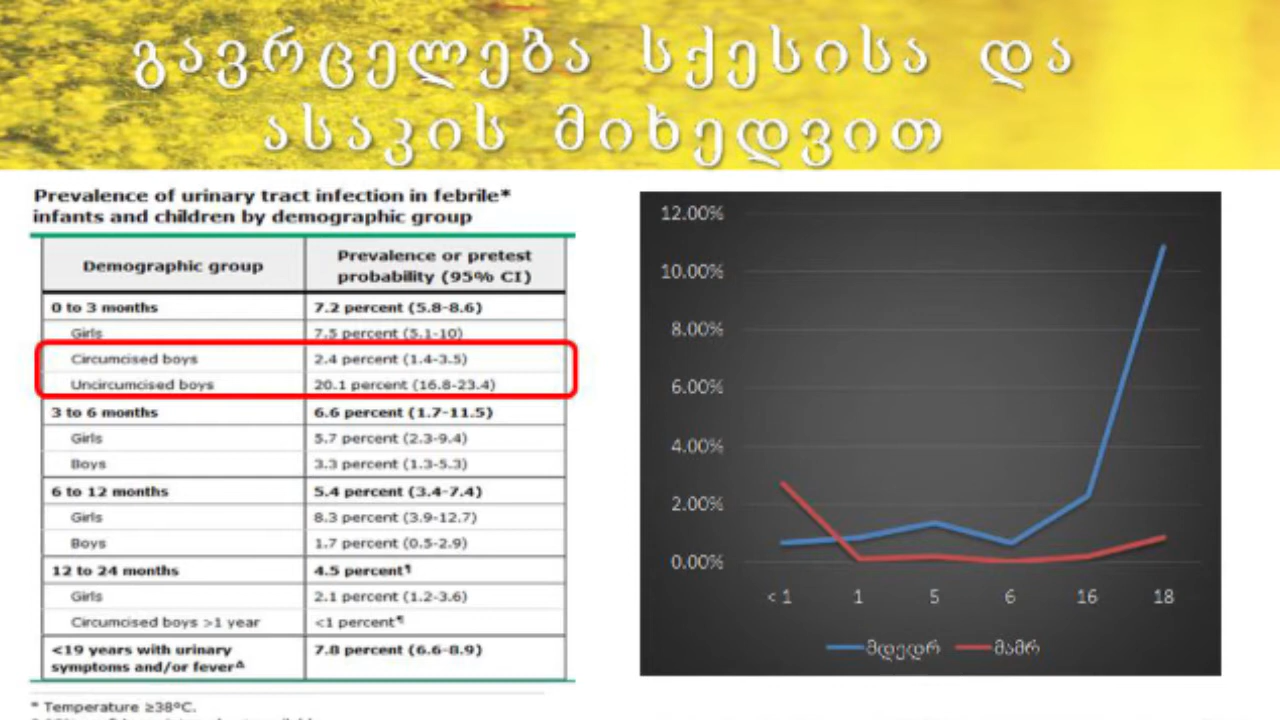 გავრცელება სქესისა და
ასაკის მიხედვით
Prevalence of urinary tract infection in febrile*
infants and children by demographic group
Demographic group
Prevalence or pretest
probability (95% CI)
0 to 3 months 7.2 percent (5.8-8.6)
Girls 7.5 percent (5.1-10)
Circumcised boys 2.4 percent (1.4-3.5)
Uncircumcised boys 20.1 percent (16.8-23.4)
3 to 6 months 6.6 percent (1.7-11.5)
Girls 5.7 percent (2.3-9.4)
Boys 3.3 percent (1.3-5.3)
6 to 12 months 5.4 percent (3.4-7.4)
Girls 8.3 percent (3.9-12.7)
Boys 1.7 percent (0.5-2.9)
12 to 24 months 4.5 percent¶
Girls 2.1 percent (1.2-3.6)
Circumcised boys >1 year <1 percent¶
<19 years with urinary 7.8 percent (6.6-8.9)
symptoms and/or feverΔ
* Temperature ≥38ºC.
12.00%
10.00%
8.00%
6.00%
4.00%
2.00%
0.00%
< 1 1 5 6 16 18
მდედრ მამრ